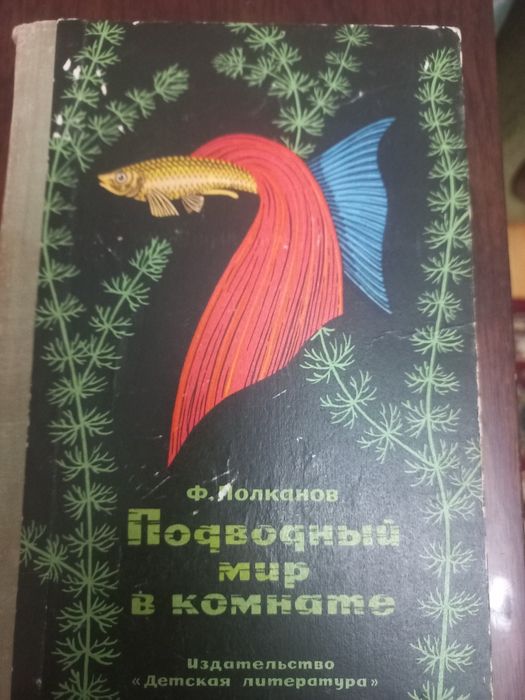 Ф. Полканов
Подводный
мир
в комнате
Издательство
«Детская литература»